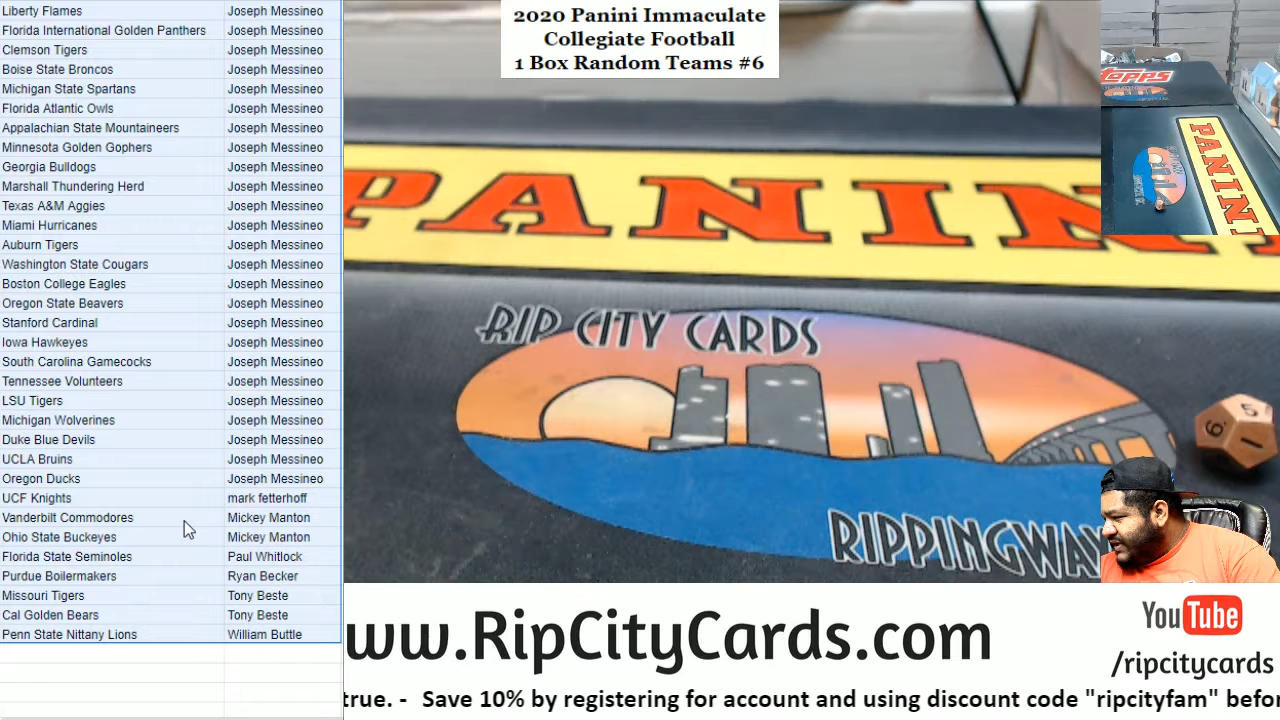 Liberty Flames Joseph Messineo
Florida International Golden Panthers Joseph Messineo
Clemson Tigers Joseph Messineo
Boise State Broncos Joseph Messineo
Michigan State Spartans Joseph Messineo
Florida Atlantic Owls Joseph Messineo
Appalachian State Mountaineers Joseph Messineo
Minnesota Golden Gophers Joseph Messineo
Georgia Bulldogs Joseph Messineo
Marshall Thundering Herd Joseph Messineo
Texas A&M Aggies Joseph Messineo
Miami Hurricanes Joseph Messineo
Auburn Tigers Joseph Messineo
Washington State Cougars Joseph Messineo
Boston College Eagles Joseph Messineo
Oregon State Beavers Joseph Messineo
Stanford Cardinal Joseph Messineo
Iowa Hawkeyes Joseph Messineo
South Carolina Gamecocks Joseph Messineo
Tennessee Volunteers Joseph Messineo
LSU Tigers Joseph Messineo
Michigan Wolverines Joseph Messineo
Duke Blue Devils Joseph Messineo
UCLA Bruins Joseph Messineo
Oregon Ducks Joseph Messineo
UCF Knights mark fetterhoff
Vanderbilt Commodores Mickey Manton
Ohio State Buckeyes Mickey Manton
Florida State Seminoles Paul Whitlock
Purdue Boilermakers Ryan Becker
Missouri Tigers Tony Beste
Cal Golden Bears Tony Beste
Penn State Nittany Lions William Buttle
2020 Panini Immaculate
Collegiate Football
1 Box Random Teams #6
PANIN
RIP CITY CARDS
RIPPINGWA
6 5 1
Topps
PANINI
www.RipCityCards.com
YouTube
/ripcitycards
true. - Save 10% by registering for account and using discount code "ripcityfam" befor